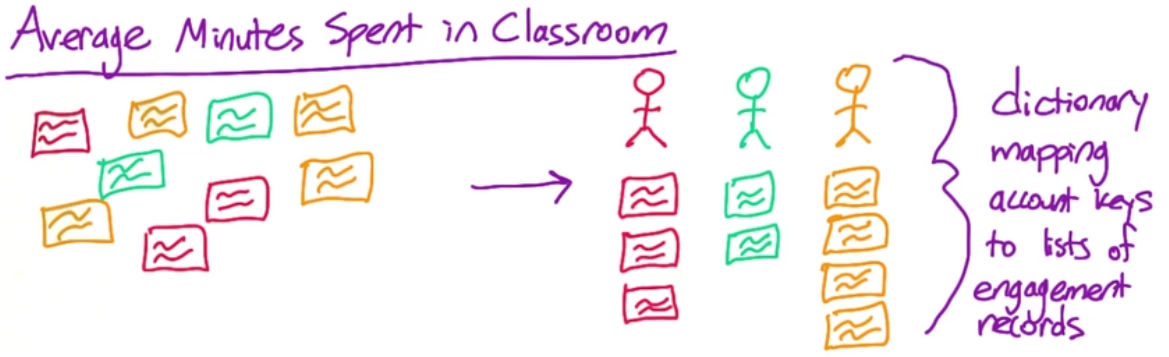 Average Minutes Spent in Classroom
dictionary
mapping
account keys
to lists of
engagement
records